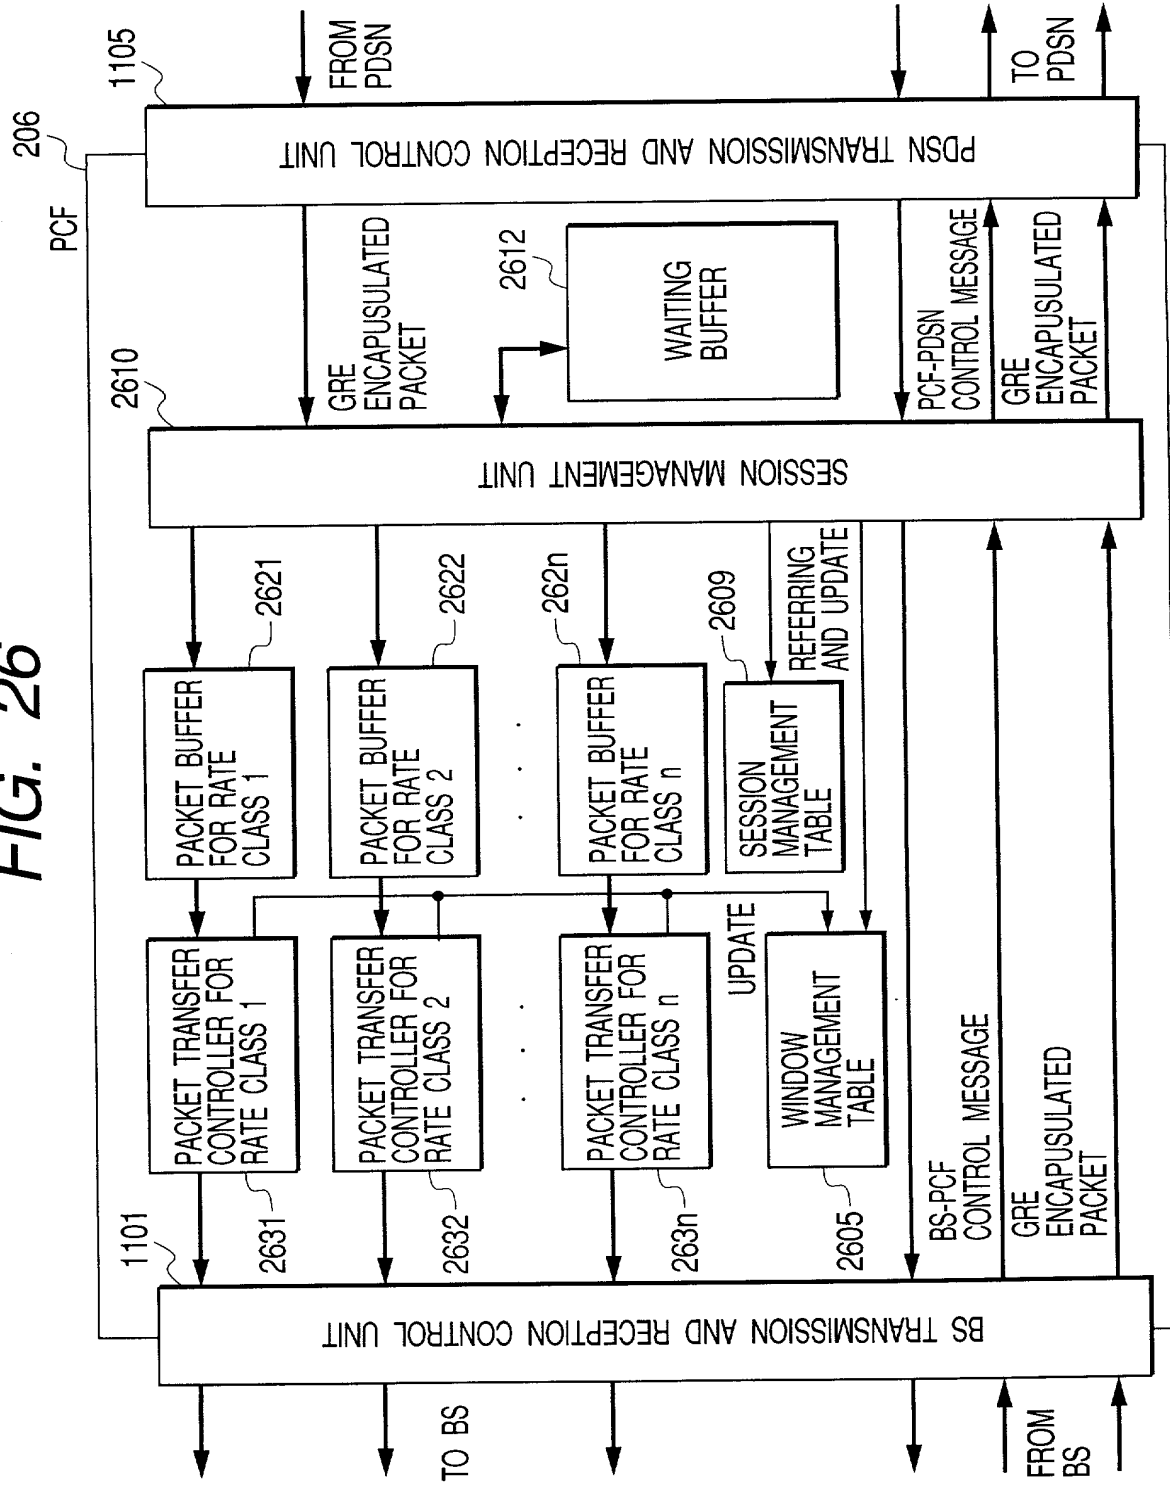 FIG. 26
206
PCF
1105
PDSN TRANSMISSION AND RECEPTION CONTROL UNIT
FROM
PDSN
TO
PDSN
GRE
ENCAPUSULATED
PACKET
2612
WAITING
BUFFER
PCF-PDSN
CONTROL MESSAGE
GRE
ENCAPUSULATED
PACKET
2610
SESSION MANAGEMENT UNIT
PACKET BUFFER
FOR RATE
CLASS 1
2621
PACKET BUFFER
FOR RATE
CLASS 2
2622
PACKET BUFFER
FOR RATE
CLASS n
262n
SESSION
MANAGEMENT
TABLE
2609
REFERRING
AND UPDATE
PACKET TRANSFER
CONTROLLER FOR
RATE CLASS 1
2631
PACKET TRANSFER
CONTROLLER FOR
RATE CLASS 2
2632
PACKET TRANSFER
CONTROLLER FOR
RATE CLASS n
263n
UPDATE
WINDOW
MANAGEMENT
TABLE
2605
BS-PCF
CONTROL MESSAGE
GRE
ENCAPUSULATED
PACKET
1101
BS TRANSMISSION AND RECEPTION CONTROL UNIT
TO BS
FROM
BS